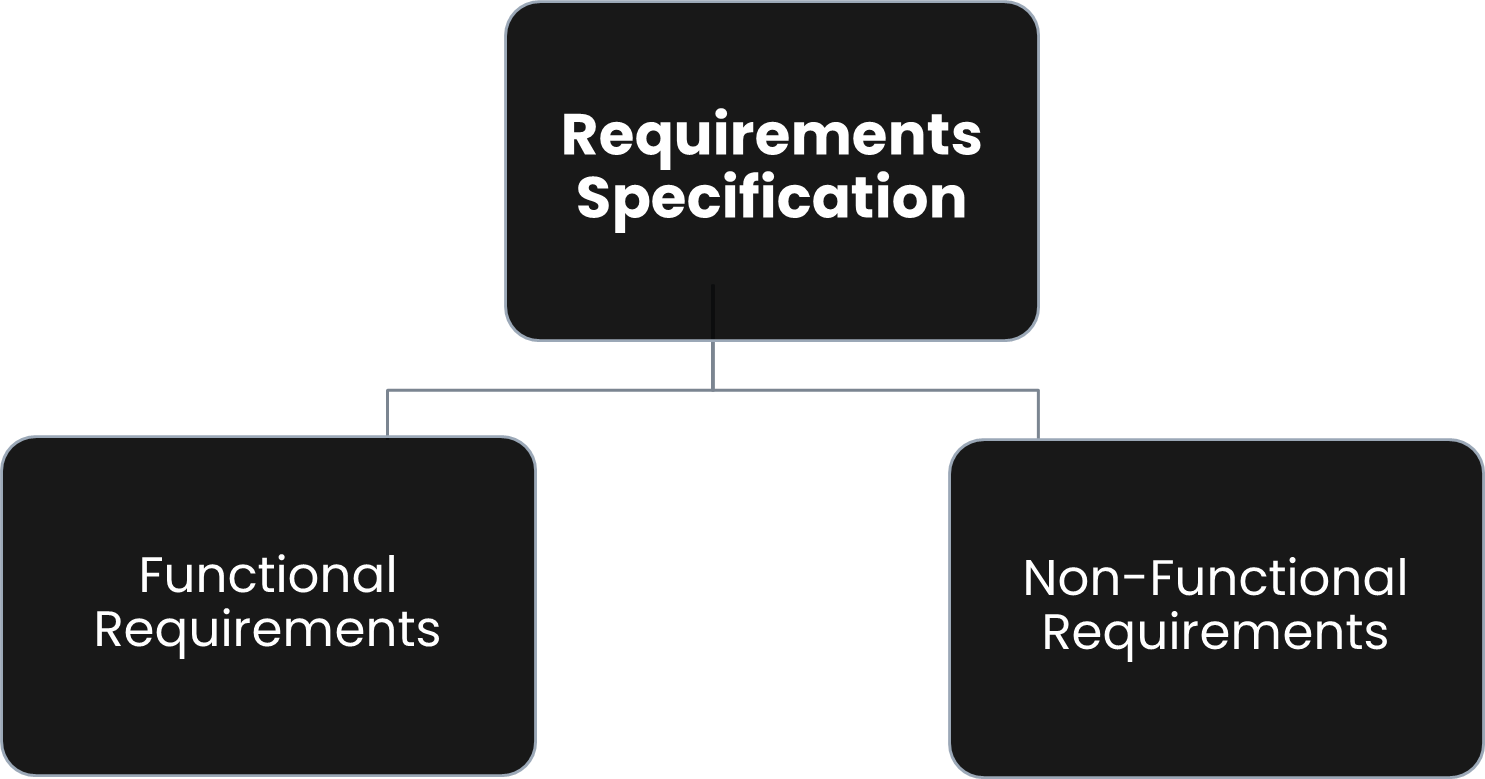 Requirements
Specification
Functional
Requirements
Non-Functional
Requirements